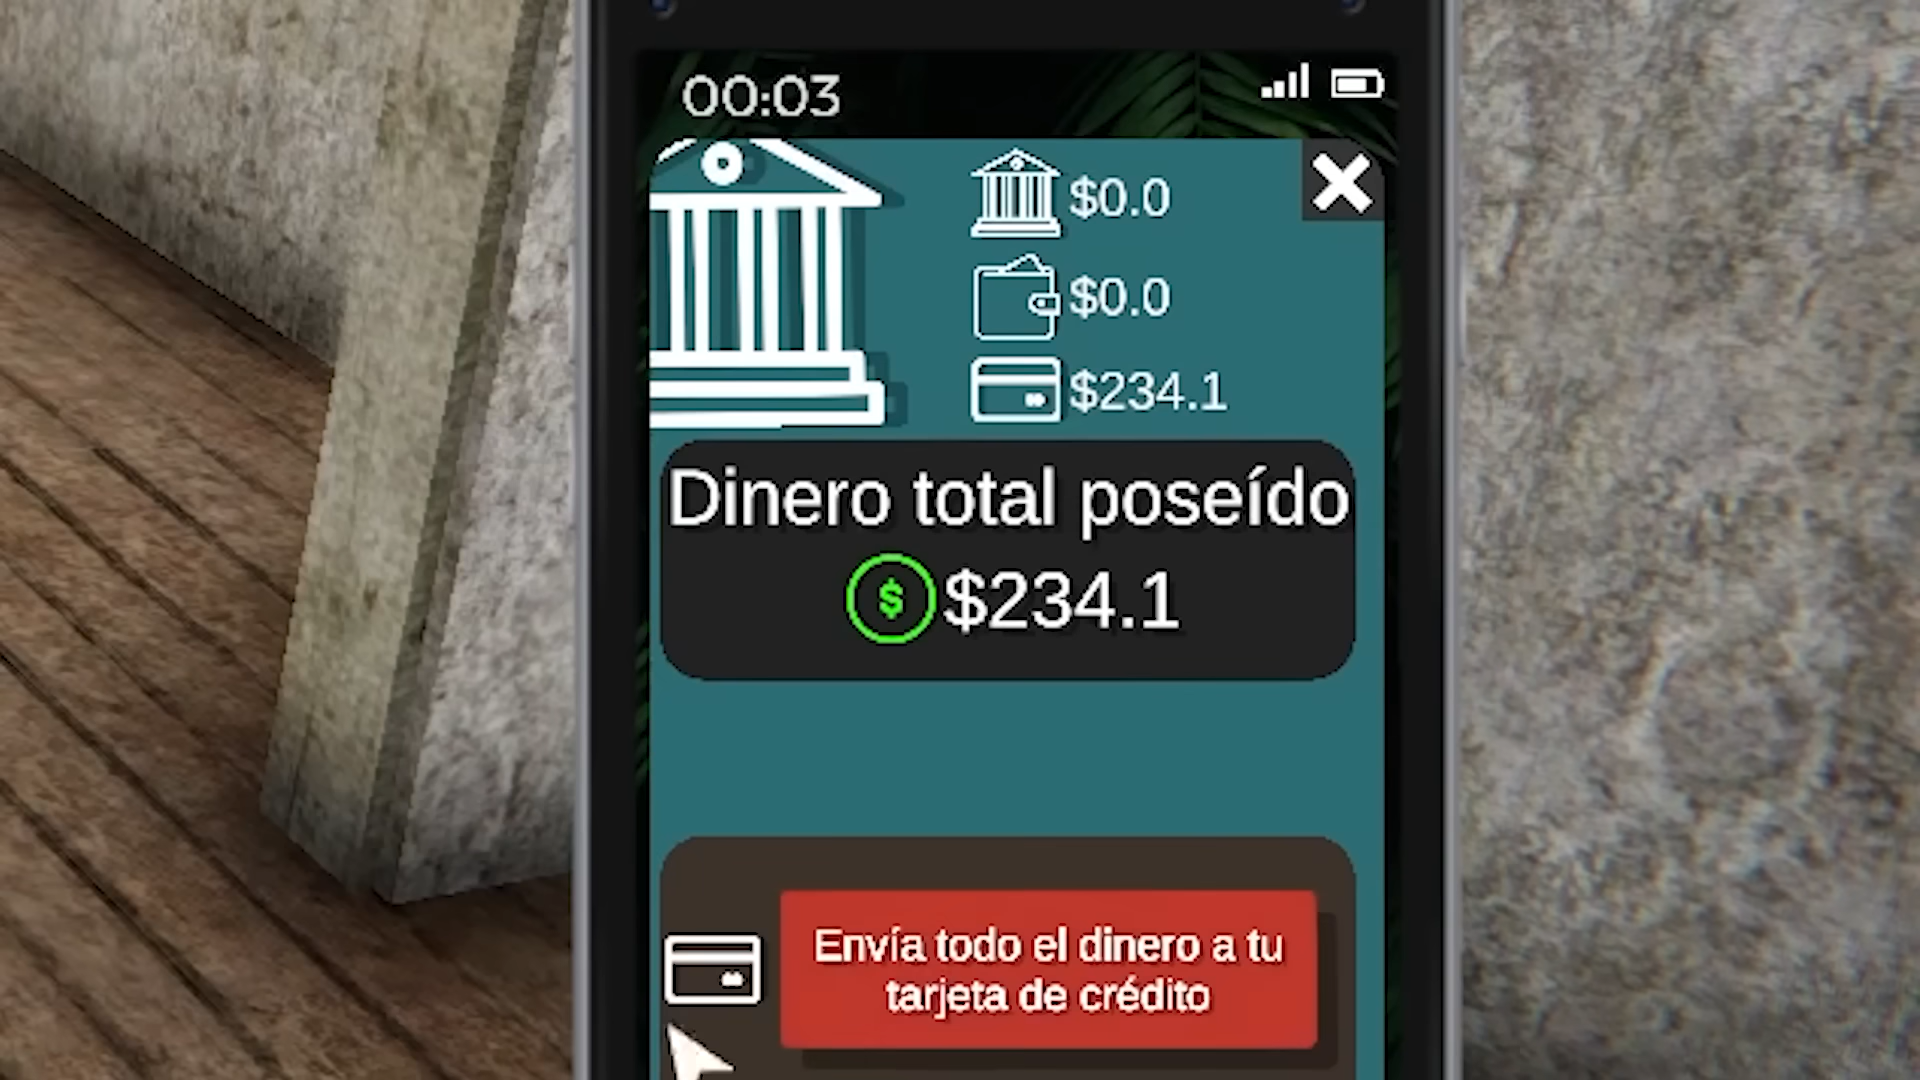 00:03
$0.0
$0.0
$234.1
Dinero total poseído
$234.1
Envía todo el dinero a tu
tarjeta de crédito